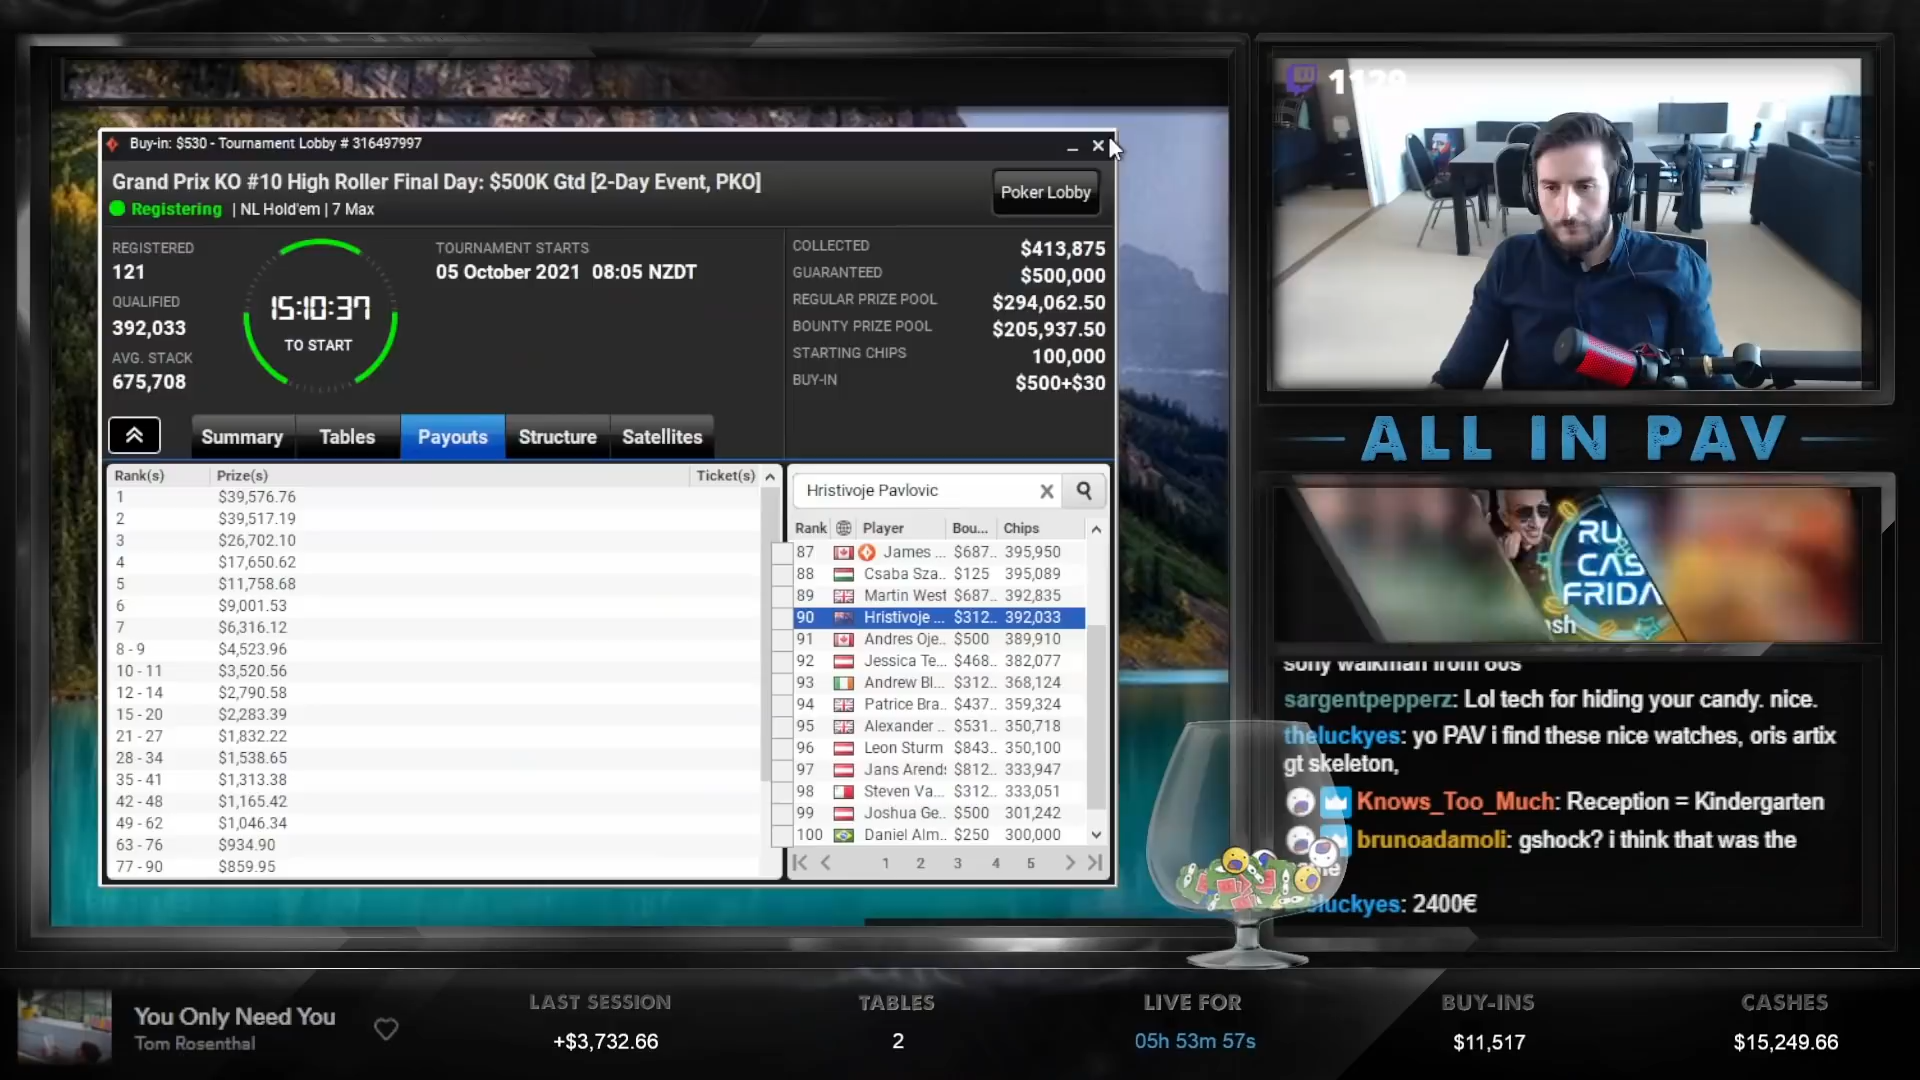 Buy-in: $530 - Tournament Lobby # 316497997
Grand Prix KO #10 High Roller Final Day: $500K Gtd [2-Day Event, PKO]
Poker Lobby
Registering | NL Hold'em | 7 Max
REGISTERED
121
QUALIFIED
392,033
AVG. STACK
675,708
15:10:37
TO START
TOURNAMENT STARTS
05 October 2021 08:05 NZDT
COLLECTED $413,875
GUARANTEED $500,000
REGULAR PRIZE POOL $294,062.50
BOUNTY PRIZE POOL $205,937.50
STARTING CHIPS 100,000
BUY-IN $500+$30
Summary Tables Payouts Structure Satellites
Rank(s) Prize(s) Ticket(s)
1 $39,576.76
2 $39,517.19
3 $26,702.10
4 $17,650.62
5 $11,758.68
6 $9,001.53
7 $6,316.12
8 - 9 $4,523.96
10 - 11 $3,520.56
12 - 14 $2,790.58
15 - 20 $2,283.39
21 - 27 $1,832.22
28 - 34 $1,538.65
35 - 41 $1,313.38
42 - 48 $1,165.42
49 - 62 $1,046.34
63 - 76 $934.90
77 - 90 $859.95
Hristivoje Pavlovic
Rank Player Bou... Chips
87 James ... $687.. 395,950
88 Csaba Sza.. $125 395,089
89 Martin West $687.. 392,835
90 Hristivoje ... $312.. 392,033
91 Andres Oje.. $500 389,910
92 Jessica Te... $468.. 382,077
93 Andrew Bl... $312.. 368,124
94 Patrice Bra.. $437.. 359,324
95 Alexander .. $531.. 350,718
96 Leon Sturm $843.. 350,100
97 Jans Arend $812.. 333,947
98 Steven Va... $312.. 333,051
99 Joshua Ge.. $500 301,242
100 Daniel Alm.. $250 300,000
1 2 3 4 5
1129
ALL IN PAV
RU
CAS
FRIDA
sh
sony walkman from 80s
sargentpepperz: Lol tech for hiding your candy. nice.
theluckyes: yo PAV i find these nice watches, oris artix
gt skeleton,
Knows_Too_Much: Reception = Kindergarten
brunoadamoli: gshock? i think that was the
luckyes: 2400€
You Only Need You
Tom Rosenthal
LAST SESSION
+$3,732.66
TABLES
2
LIVE FOR
05h 53m 57s
BUY-INS
$11,517
CASHES
$15,249.66